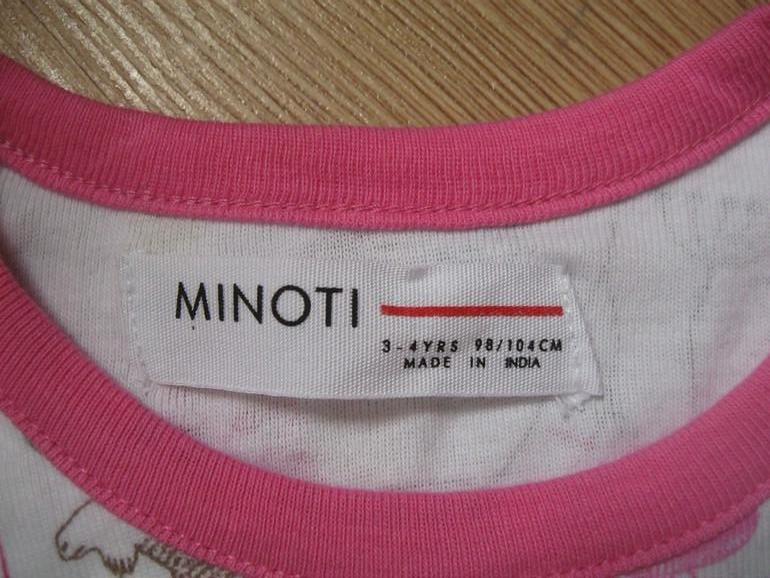 MINOTI
3-4YRS 98/104CM
MADE IN INDIA